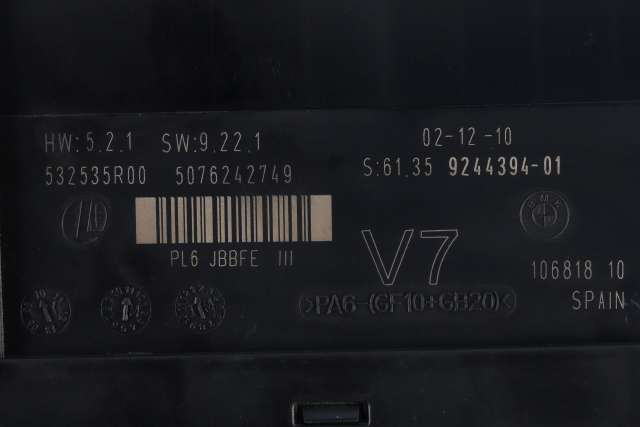 HW:5.2.1 SW:9.22.1 02-12-10
532535R00 5076242749 S:61.35 9244394-01
BMW
PL6 JBBFE III V7
106818 10
>PA6-(GF10+GB20)< SPAIN